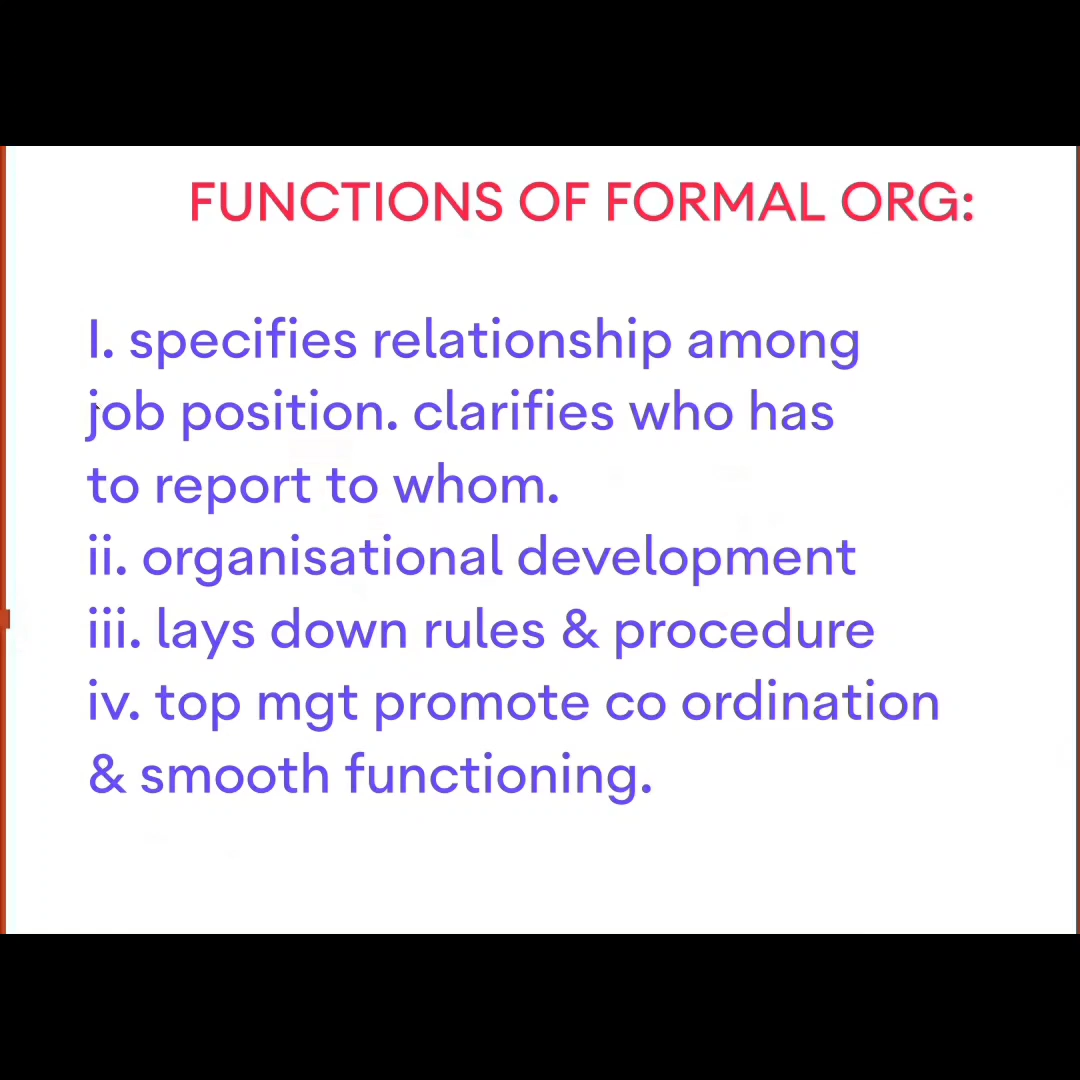 FUNCTIONS OF FORMAL ORG:
I. specifies relationship among
job position. clarifies who has
to report to whom.
ii. organisational development
iii. lays down rules & procedure
iv. top mgt promote co ordination
& smooth functioning.